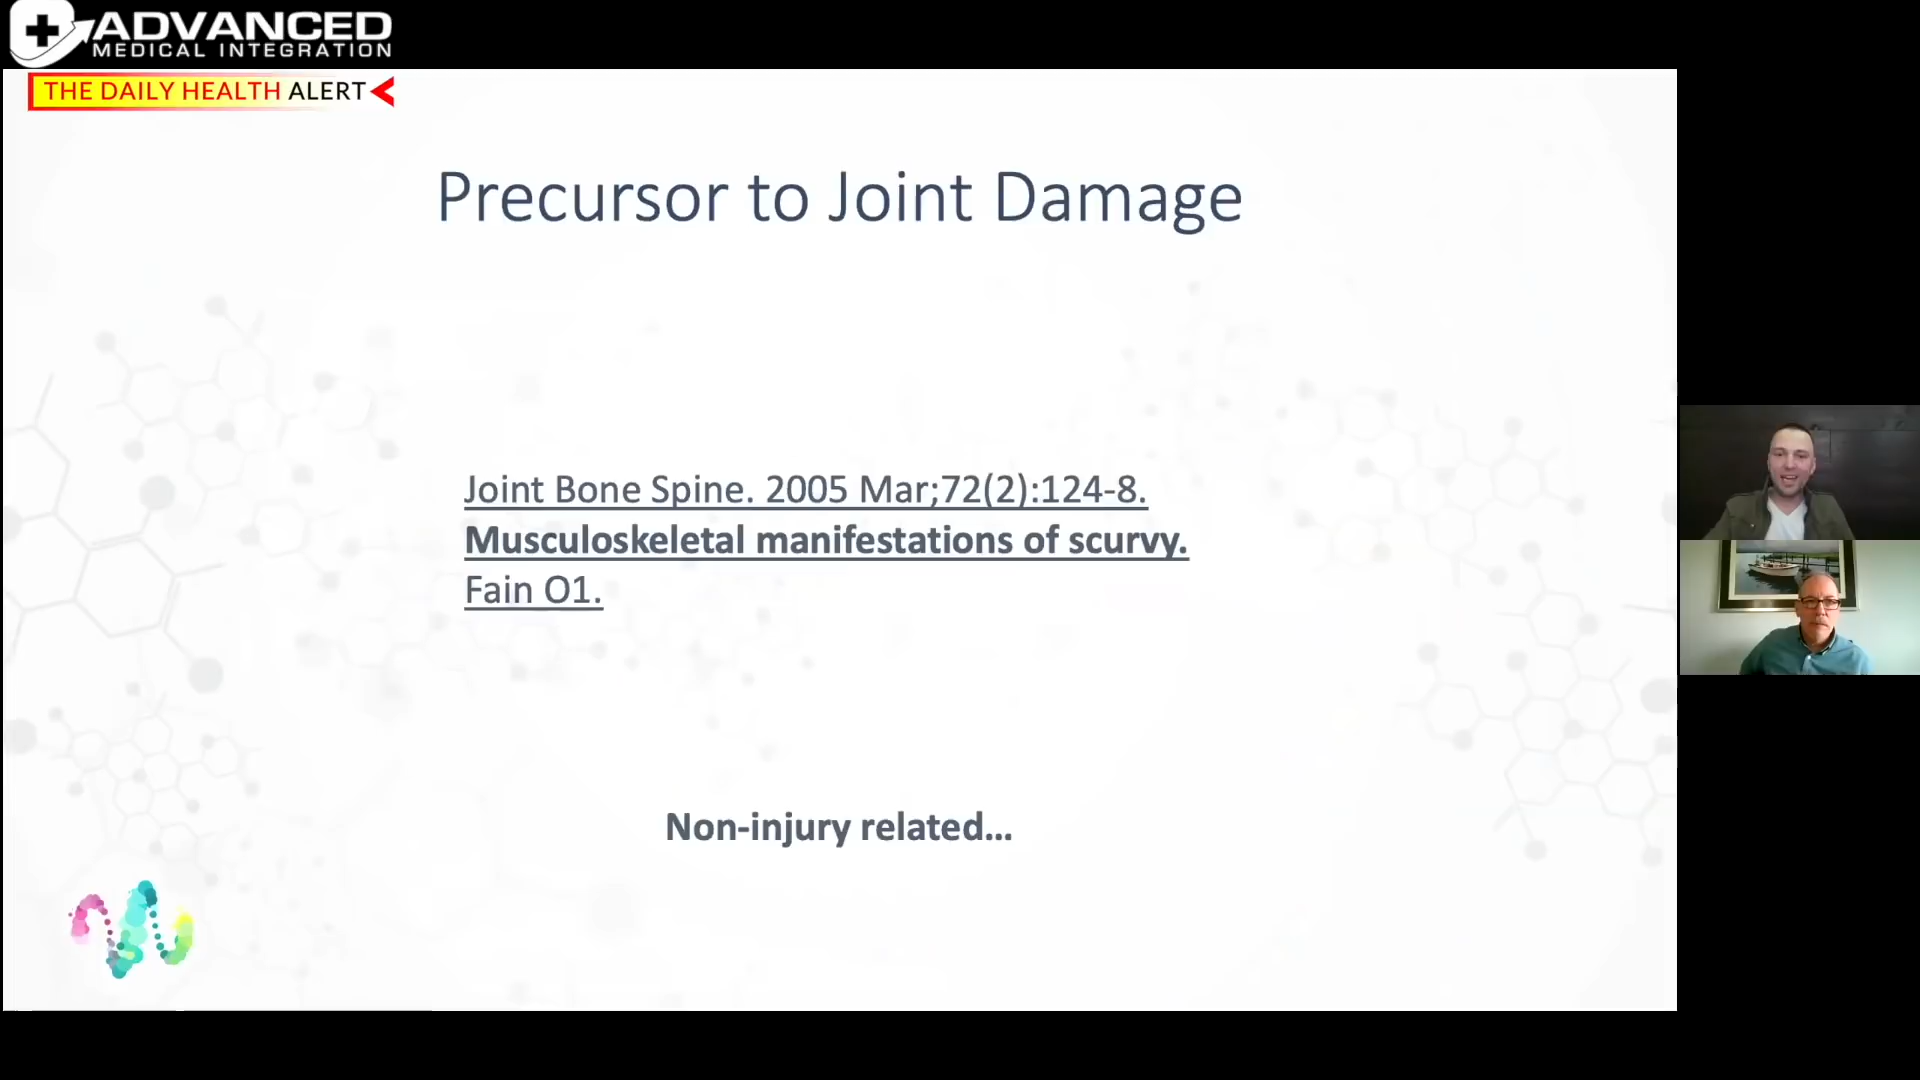 ADVANCED
MEDICAL INTEGRATION
THE DAILY HEALTH ALERT
Precursor to Joint Damage
Joint Bone Spine. 2005 Mar;72(2):124-8.
Musculoskeletal manifestations of scurvy.
Fain O1.
Non-injury related...